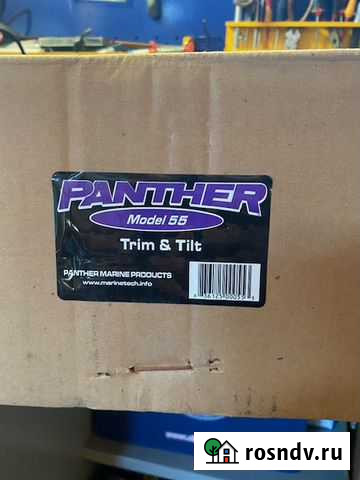 PANTHER
Model 55
Trim & Tilt
PANTHER MARINE PRODUCTS
www.marinetech.info
rosndv.ru